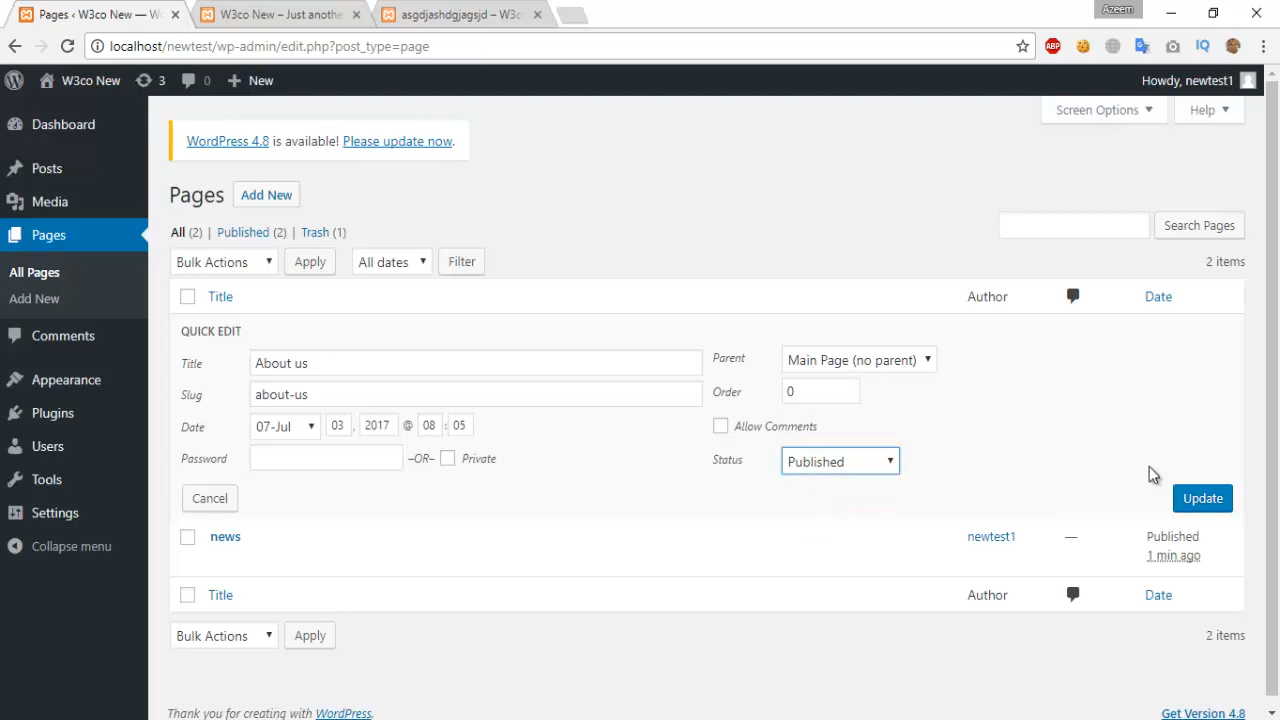 Pages ‹ W3co New — W
W3co New – Just anothe
asgdjashdgjagsjd – W3c
Azeem
localhost/newtest/wp-admin/edit.php?post_type=page
ABP
IQ
W3co New
3
0
New
Howdy, newtest1
Dashboard
Posts
Media
Pages
All Pages
Add New
Comments
Appearance
Plugins
Users
Tools
Settings
Collapse menu
Screen Options
Help
WordPress 4.8 is available! Please update now.
Pages Add New
All (2) | Published (2) | Trash (1)
Search Pages
Bulk Actions Apply All dates Filter 2 items
Title Author Date
QUICK EDIT
Title About us
Slug about-us
Date 07-Jul 03 , 2017 @ 08 : 05
Password –OR– Private
Parent Main Page (no parent)
Order 0
Allow Comments
Status Published
Cancel Update
news newtest1 — Published
1 min ago
Title Author Date
Bulk Actions Apply 2 items
Thank you for creating with WordPress. Get Version 4.8